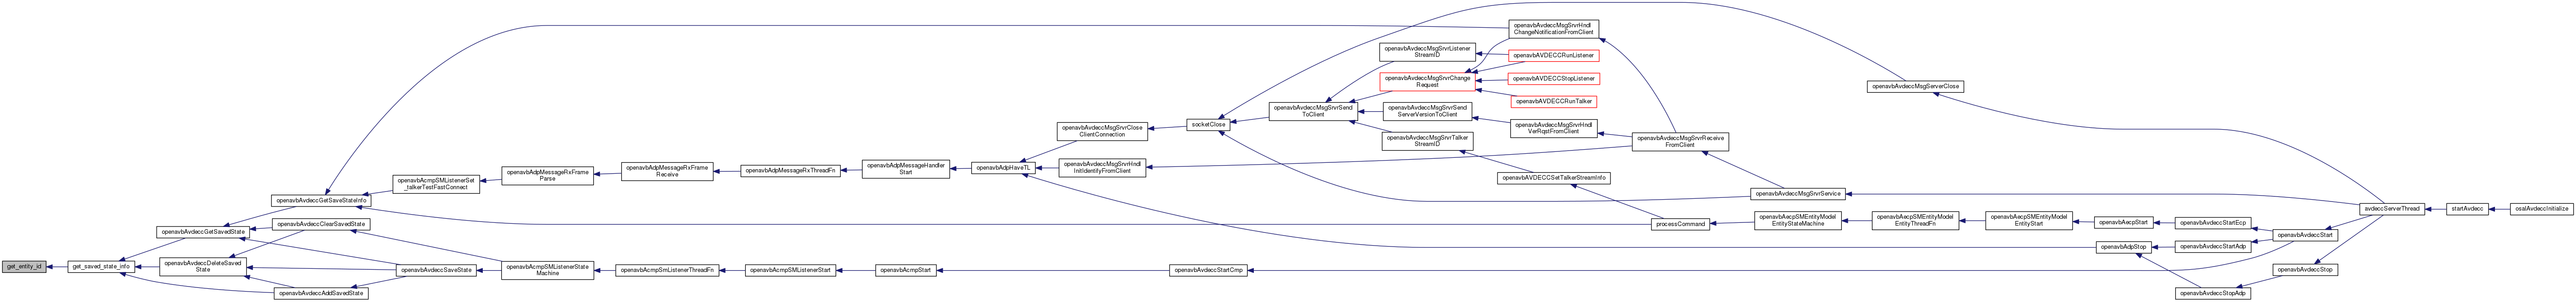 get_entity_id
get_saved_state_info
openavbAvdeccGetSavedState
openavbAvdeccDeleteSaved
State
openavbAvdeccAddSavedState
openavbAvdeccGetSaveStateInfo
openavbAvdeccClearSavedState
openavbAvdeccSaveState
openavbAcmpSMListenerSet
_talkerTestFastConnect
openavbAcmpSMListenerState
Machine
openavbAdpMessageRxFrame
Parse
openavbAcmpSmListenerThreadFn
openavbAdpMessageRxFrame
Receive
openavbAcmpSMListenerStart
openavbAdpMessageRxThreadFn
openavbAcmpStart
openavbAdpMessageHandler
Start
openavbAdpHaveTL
openavbAvdeccMsgSrvrClose
ClientConnection
openavbAvdeccMsgSrvrHndl
InitIdentifyFromClient
openavbAvdeccStartCmp
socketClose
openavbAvdeccMsgSrvrSend
ToClient
openavbAvdeccMsgSrvrListener
StreamID
openavbAvdeccMsgSrvrChange
Request
openavbAvdeccMsgSrvrSend
ServerVersionToClient
openavbAvdeccMsgSrvrTalker
StreamID
openavbAvdeccMsgSrvrHndl
ChangeNotificationFromClient
openavbAVDECCRunListener
openavbAVDECCStopListener
openavbAVDECCRunTalker
openavbAvdeccMsgSrvrHndl
VerRqstFromClient
openavbAVDECCSetTalkerStreamInfo
openavbAvdeccMsgSrvrReceive
FromClient
processCommand
openavbAvdeccMsgSrvrService
openavbAecpSMEntityModel
EntityStateMachine
openavbAvdeccMsgServerClose
openavbAecpSMEntityModel
EntityThreadFn
openavbAecpSMEntityModel
EntityStart
openavbAecpStart
openavbAdpStop
openavbAvdeccStartEcp
openavbAvdeccStartAdp
openavbAvdeccStopAdp
openavbAvdeccStart
openavbAvdeccStop
avdeccServerThread
startAvdecc
osalAvdeccInitialize